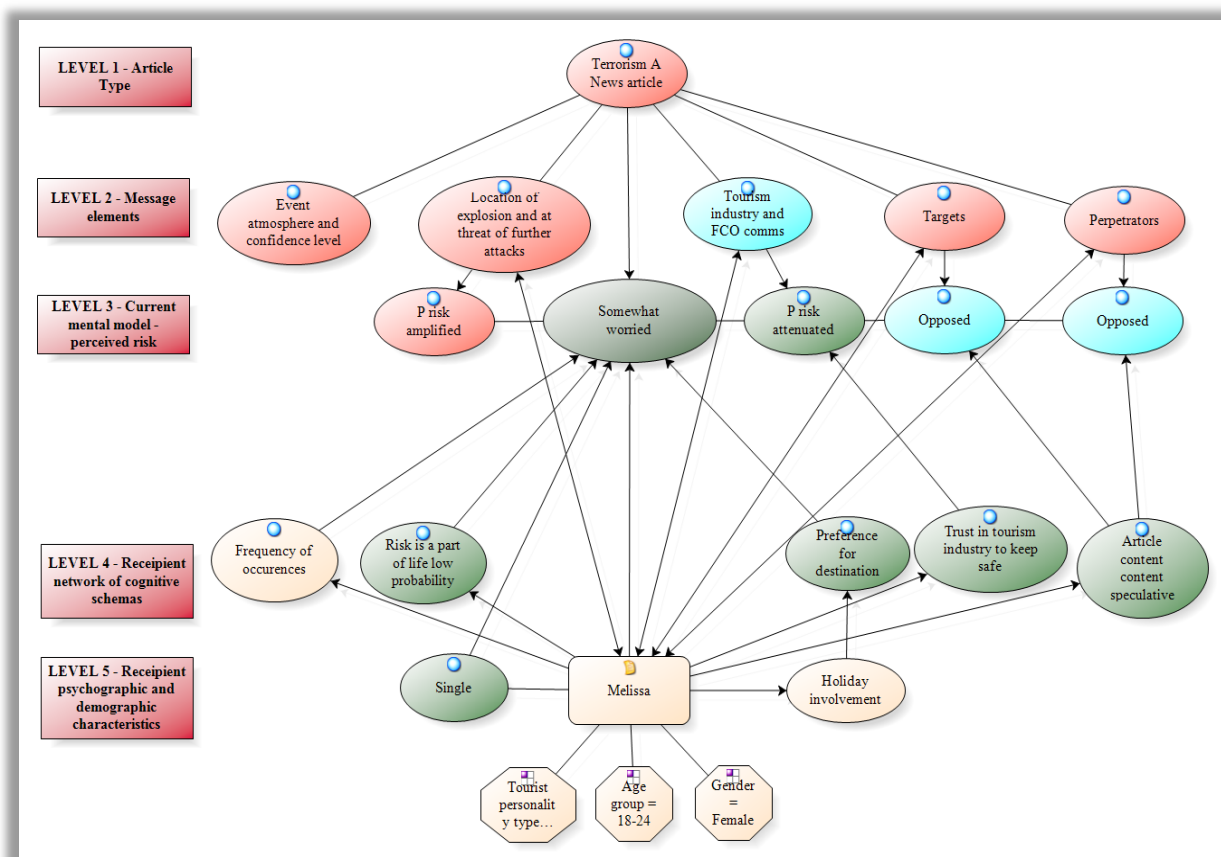 LEVEL 1 - Article
Type
Terrorism A
News article
LEVEL 2 - Message
elements
Event
atmosphere and
confidence level
Location of
explosion and at
threat of further
attacks
Tourism
industry and
FCO comms
Targets
Perpetrators
LEVEL 3 - Current
mental model -
perceived risk
P risk
amplified
Somewhat
worried
P risk
attenuated
Opposed
Opposed
LEVEL 4 - Receipient
network of cognitive
schemas
Frequency of
occurences
Risk is a part
of life low
probability
Preference
for
destination
Trust in tourism
industry to keep
safe
Article
content
content
speculative
LEVEL 5 - Receipient
psychographic and
demographic
characteristics
Single
Melissa
Holiday
involvement
Tourist
personalit
y type…
Age
group =
18-24
Gender
=
Female